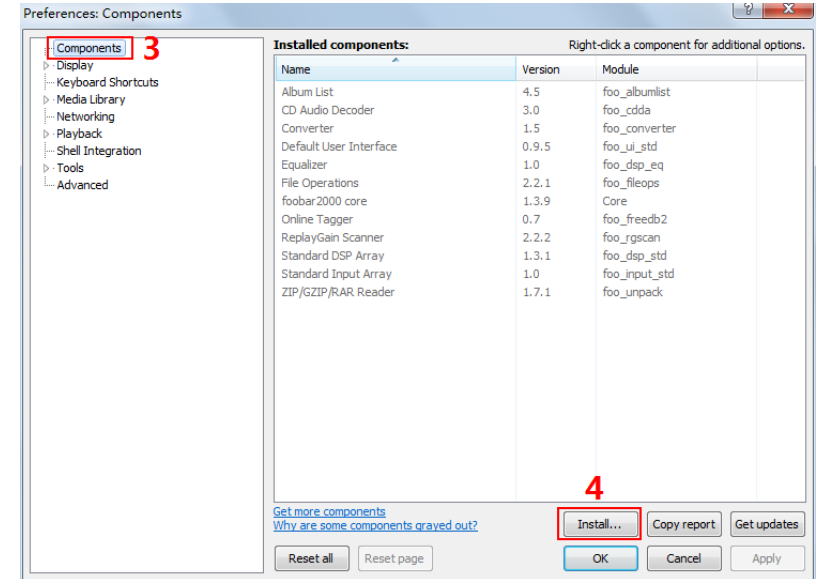 Preferences: Components
Components 3
Display
Keyboard Shortcuts
Media Library
Networking
Playback
Shell Integration
Tools
Advanced
Installed components: Right-click a component for additional options.
Name Version Module
Album List 4.5 foo_albumlist
CD Audio Decoder 3.0 foo_cdda
Converter 1.5 foo_converter
Default User Interface 0.9.5 foo_ui_std
Equalizer 1.0 foo_dsp_eq
File Operations 2.2.1 foo_fileops
foobar2000 core 1.3.9 Core
Online Tagger 0.7 foo_freedb2
ReplayGain Scanner 2.2.2 foo_rgscan
Standard DSP Array 1.3.1 foo_dsp_std
Standard Input Array 1.0 foo_input_std
ZIP/GZIP/RAR Reader 1.7.1 foo_unpack
4
Get more components
Why are some components grayed out?
Install... Copy report Get updates
Reset all Reset page OK Cancel Apply